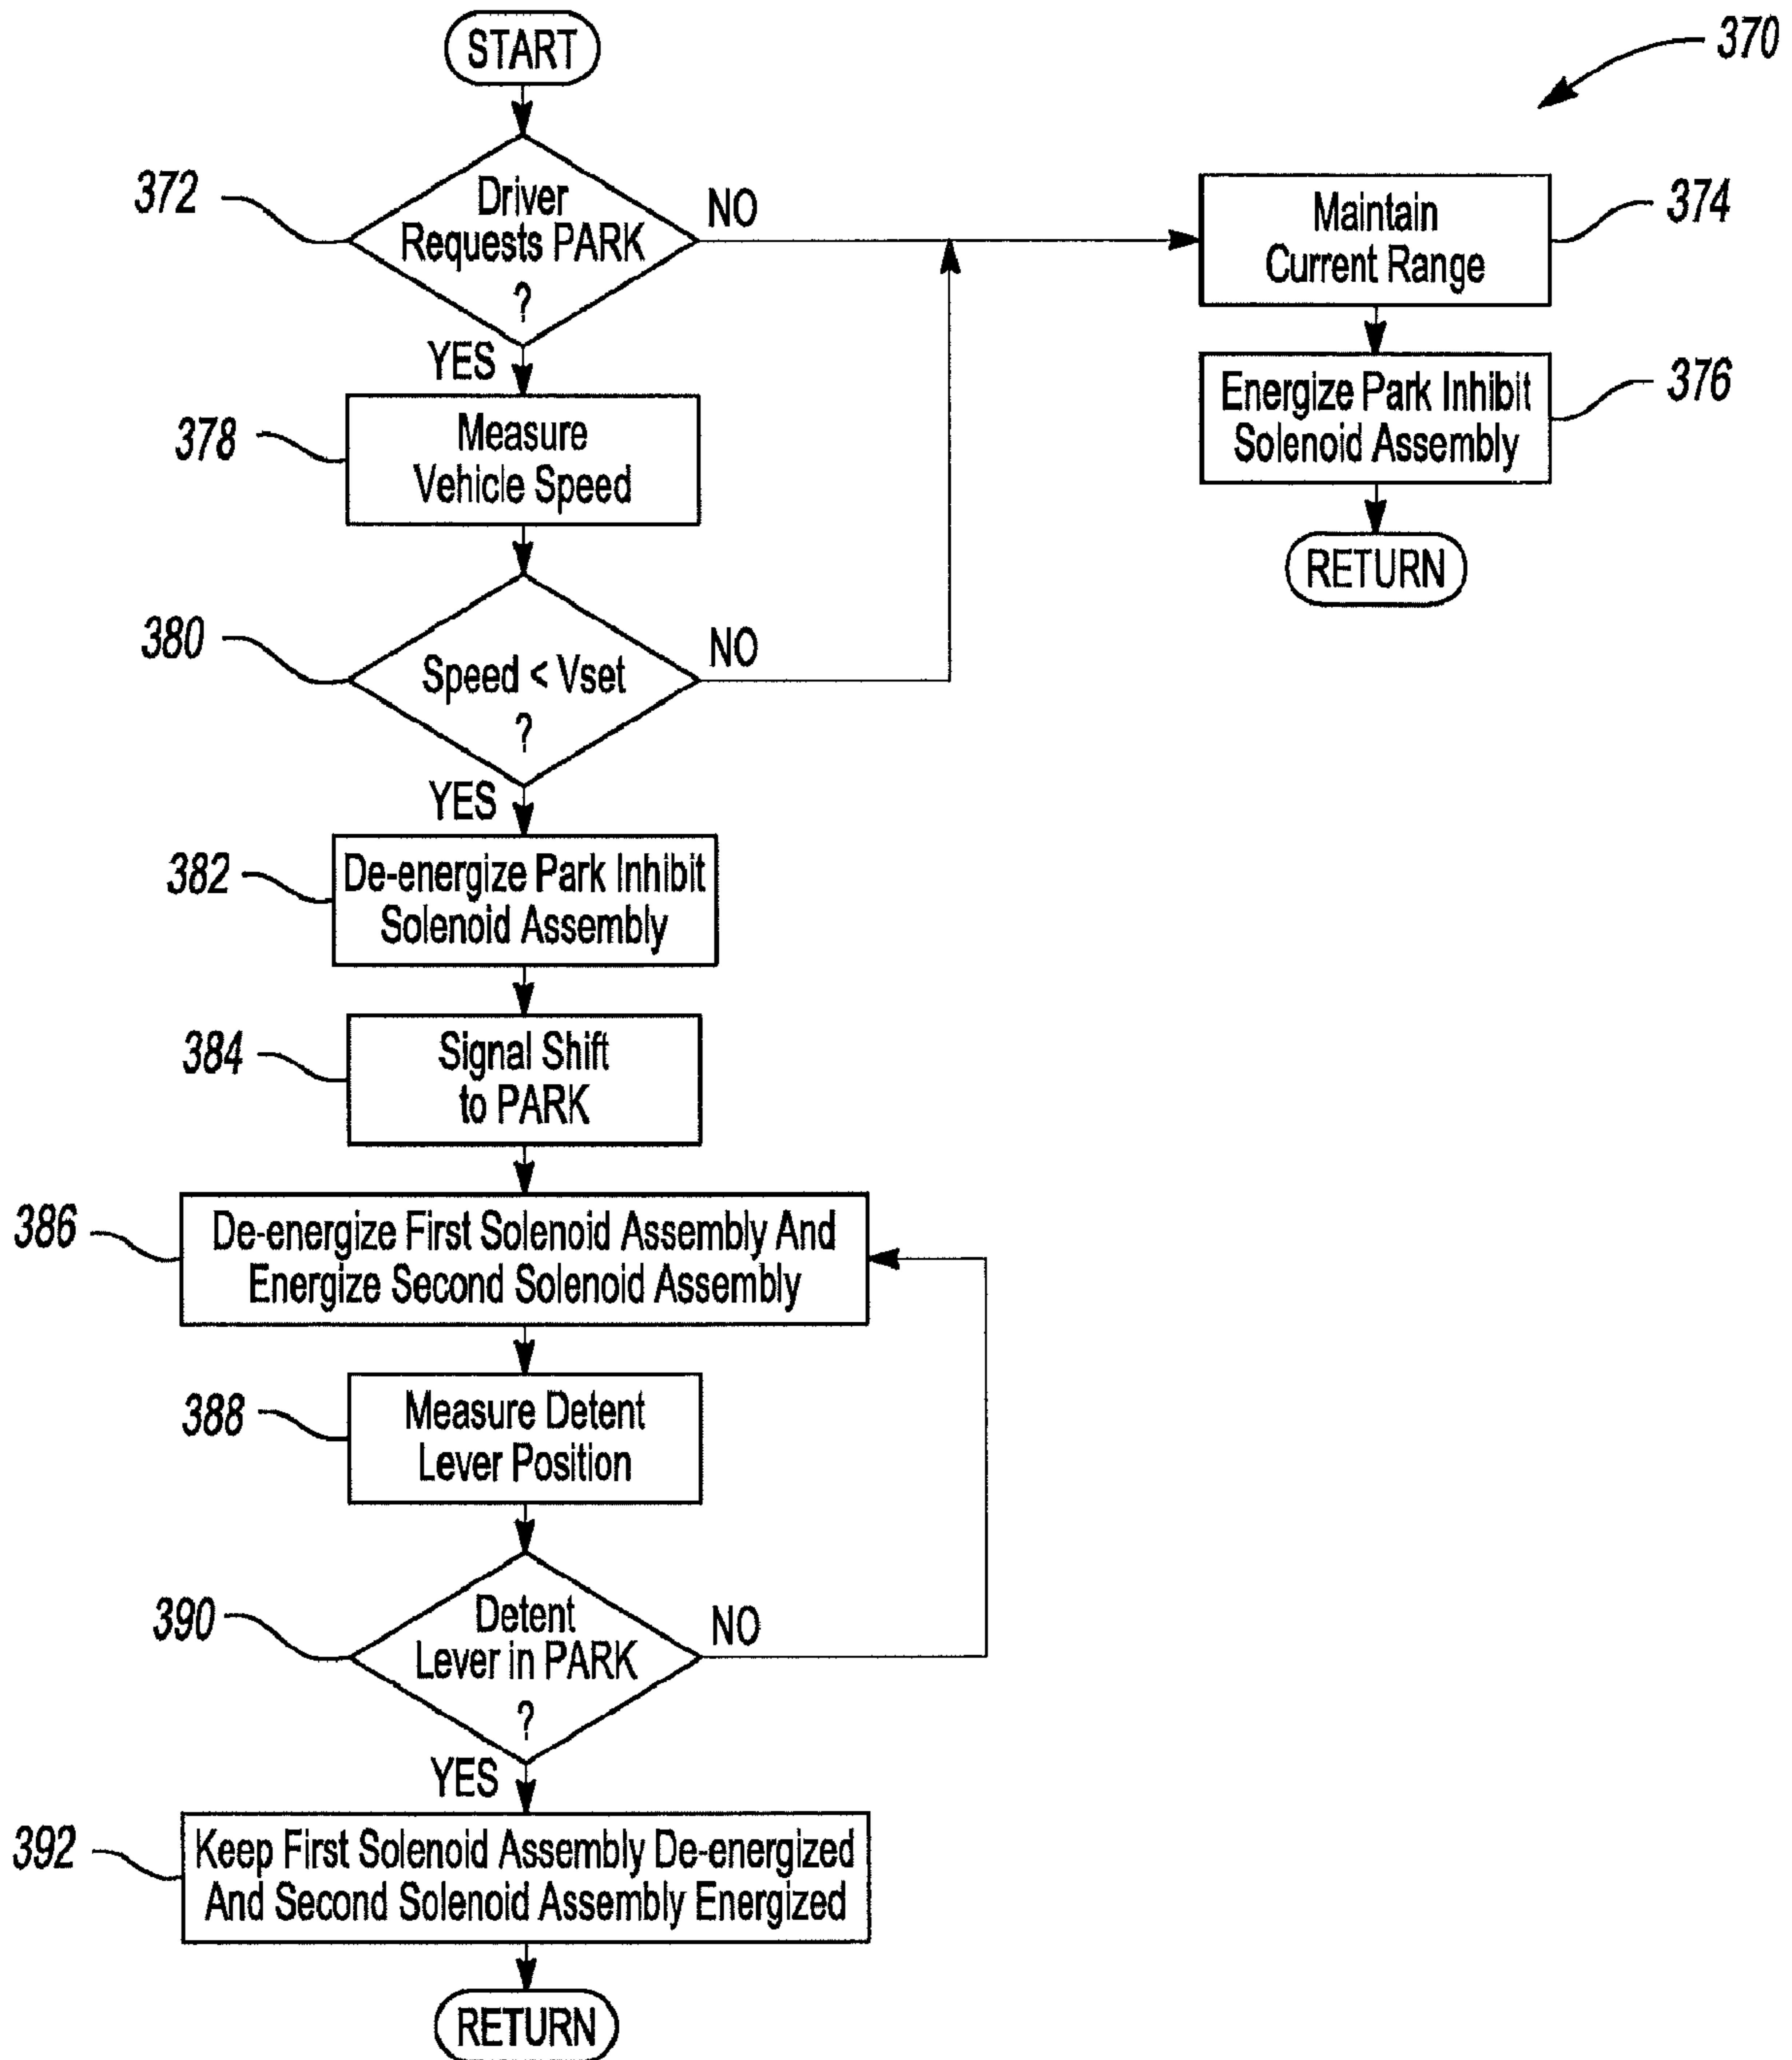 START
370
372
Driver
Requests PARK
?
NO
YES
Maintain
Current Range
374
Energize Park Inhibit
Solenoid Assembly
376
RETURN
378
Measure
Vehicle Speed
380
Speed < Vset
?
NO
YES
382
De-energize Park Inhibit
Solenoid Assembly
384
Signal Shift
to PARK
386
De-energize First Solenoid Assembly And
Energize Second Solenoid Assembly
388
Measure Detent
Lever Position
390
Detent
Lever in PARK
?
NO
YES
392
Keep First Solenoid Assembly De-energized
And Second Solenoid Assembly Energized
RETURN